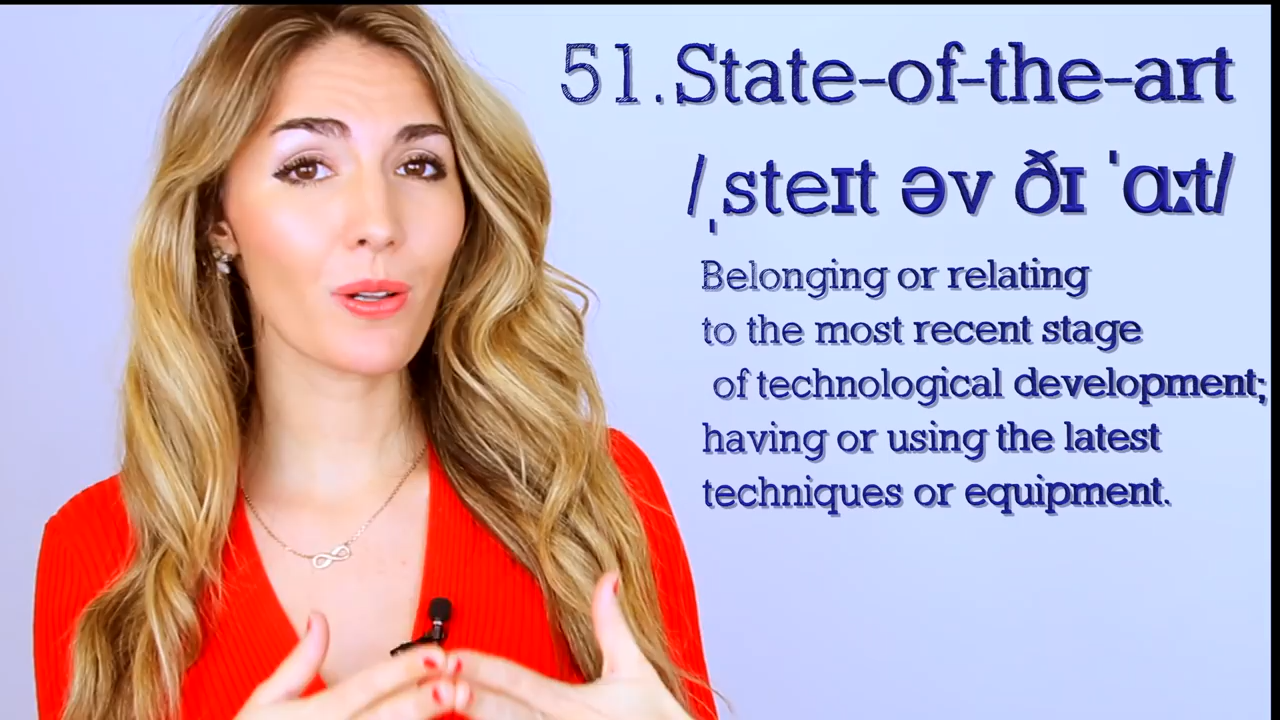 51.State-of-the-art
/ˌsteɪt əv ðɪ ˈɑːt/
Belonging or relating
to the most recent stage
of technological development;
having or using the latest
techniques or equipment.